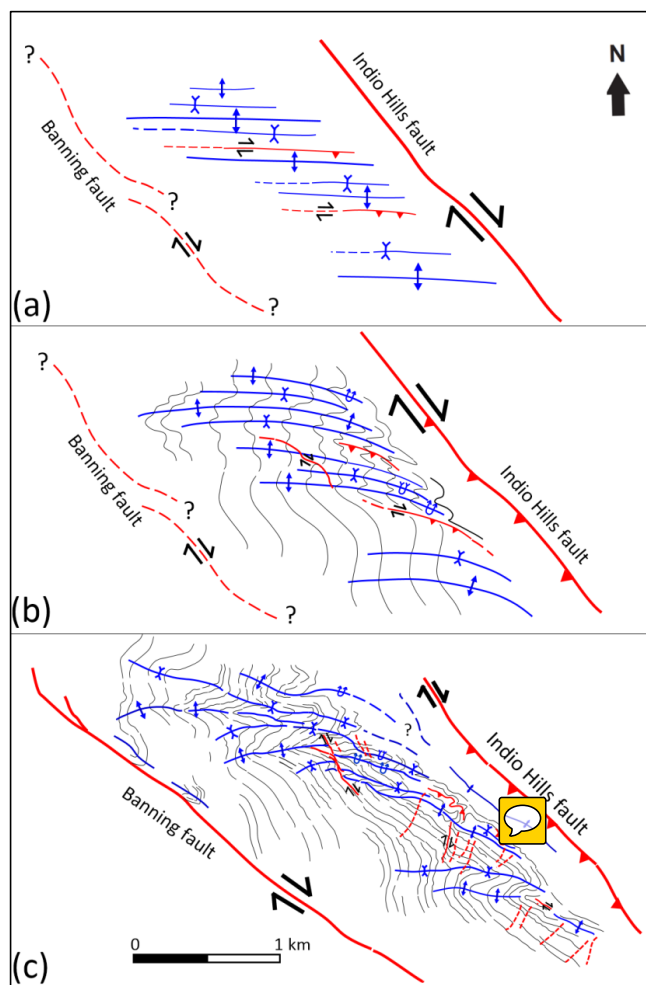 ?
Indio Hills fault
N
Banning fault
?
?
(a)
?
Banning fault
?
Indio Hills fault
?
(b)
?
Indio Hills fault
Banning fault
0 1 km
(c)